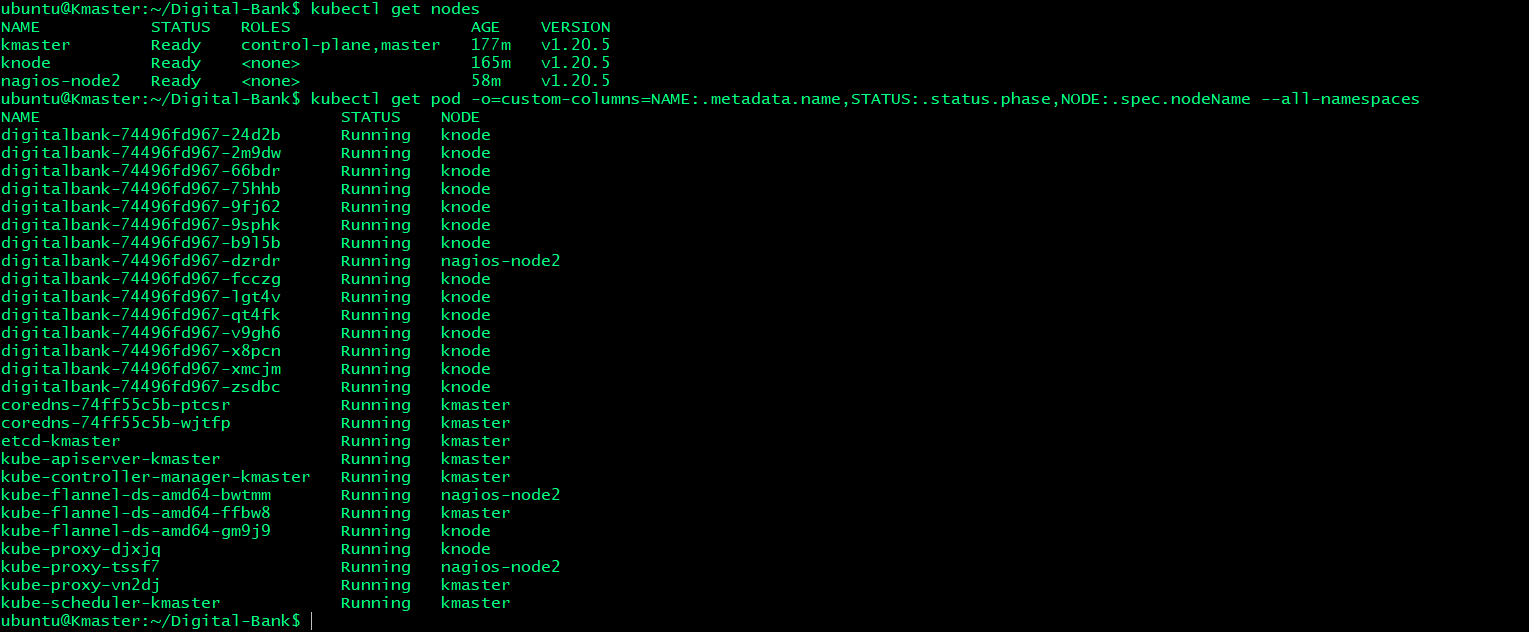 ubuntu@Kmaster:~/Digital-Bank$ kubectl get nodes
NAME           STATUS   ROLES                  AGE    VERSION
kmaster        Ready    control-plane,master   177m   v1.20.5
knode          Ready    <none>                 165m   v1.20.5
nagios-node2   Ready    <none>                 58m    v1.20.5
ubuntu@Kmaster:~/Digital-Bank$ kubectl get pod -o=custom-columns=NAME:.metadata.name,STATUS:.status.phase,NODE:.spec.nodeName --all-namespaces
NAME                              STATUS    NODE
digitalbank-74496fd967-24d2b      Running   knode
digitalbank-74496fd967-2m9dw      Running   knode
digitalbank-74496fd967-66bdr      Running   knode
digitalbank-74496fd967-75hhb      Running   knode
digitalbank-74496fd967-9fj62      Running   knode
digitalbank-74496fd967-9sphk      Running   knode
digitalbank-74496fd967-b9l5b      Running   knode
digitalbank-74496fd967-dzrdr      Running   nagios-node2
digitalbank-74496fd967-fcczg      Running   knode
digitalbank-74496fd967-lgt4v      Running   knode
digitalbank-74496fd967-qt4fk      Running   knode
digitalbank-74496fd967-v9gh6      Running   knode
digitalbank-74496fd967-x8pcn      Running   knode
digitalbank-74496fd967-xmcjm      Running   knode
digitalbank-74496fd967-zsdbc      Running   knode
coredns-74ff55c5b-ptcsr           Running   kmaster
coredns-74ff55c5b-wjtfp           Running   kmaster
etcd-kmaster                      Running   kmaster
kube-apiserver-kmaster            Running   kmaster
kube-controller-manager-kmaster   Running   kmaster
kube-flannel-ds-amd64-bwtmm       Running   nagios-node2
kube-flannel-ds-amd64-ffbw8       Running   kmaster
kube-flannel-ds-amd64-gm9j9       Running   knode
kube-proxy-djxjq                  Running   knode
kube-proxy-tssf7                  Running   nagios-node2
kube-proxy-vn2dj                  Running   kmaster
kube-scheduler-kmaster            Running   kmaster
ubuntu@Kmaster:~/Digital-Bank$